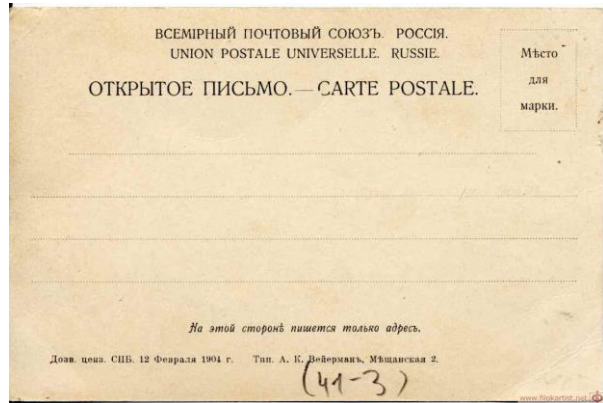 ВСЕМІРНЫЙ ПОЧТОВЫЙ СОЮЗЪ. РОССІЯ.
UNION POSTALE UNIVERSELLE. RUSSIE.
Мѣсто
для
марки.
ОТКРЫТОЕ ПИСЬМО.—CARTE POSTALE.
На этой сторонѣ пишется только адресъ.
Дозв. ценз. СПБ. 12 Февраля 1904 г. Тип. А. К. Вейерманъ, Мѣщанская 2.
(41-3)
www.filokartist.net